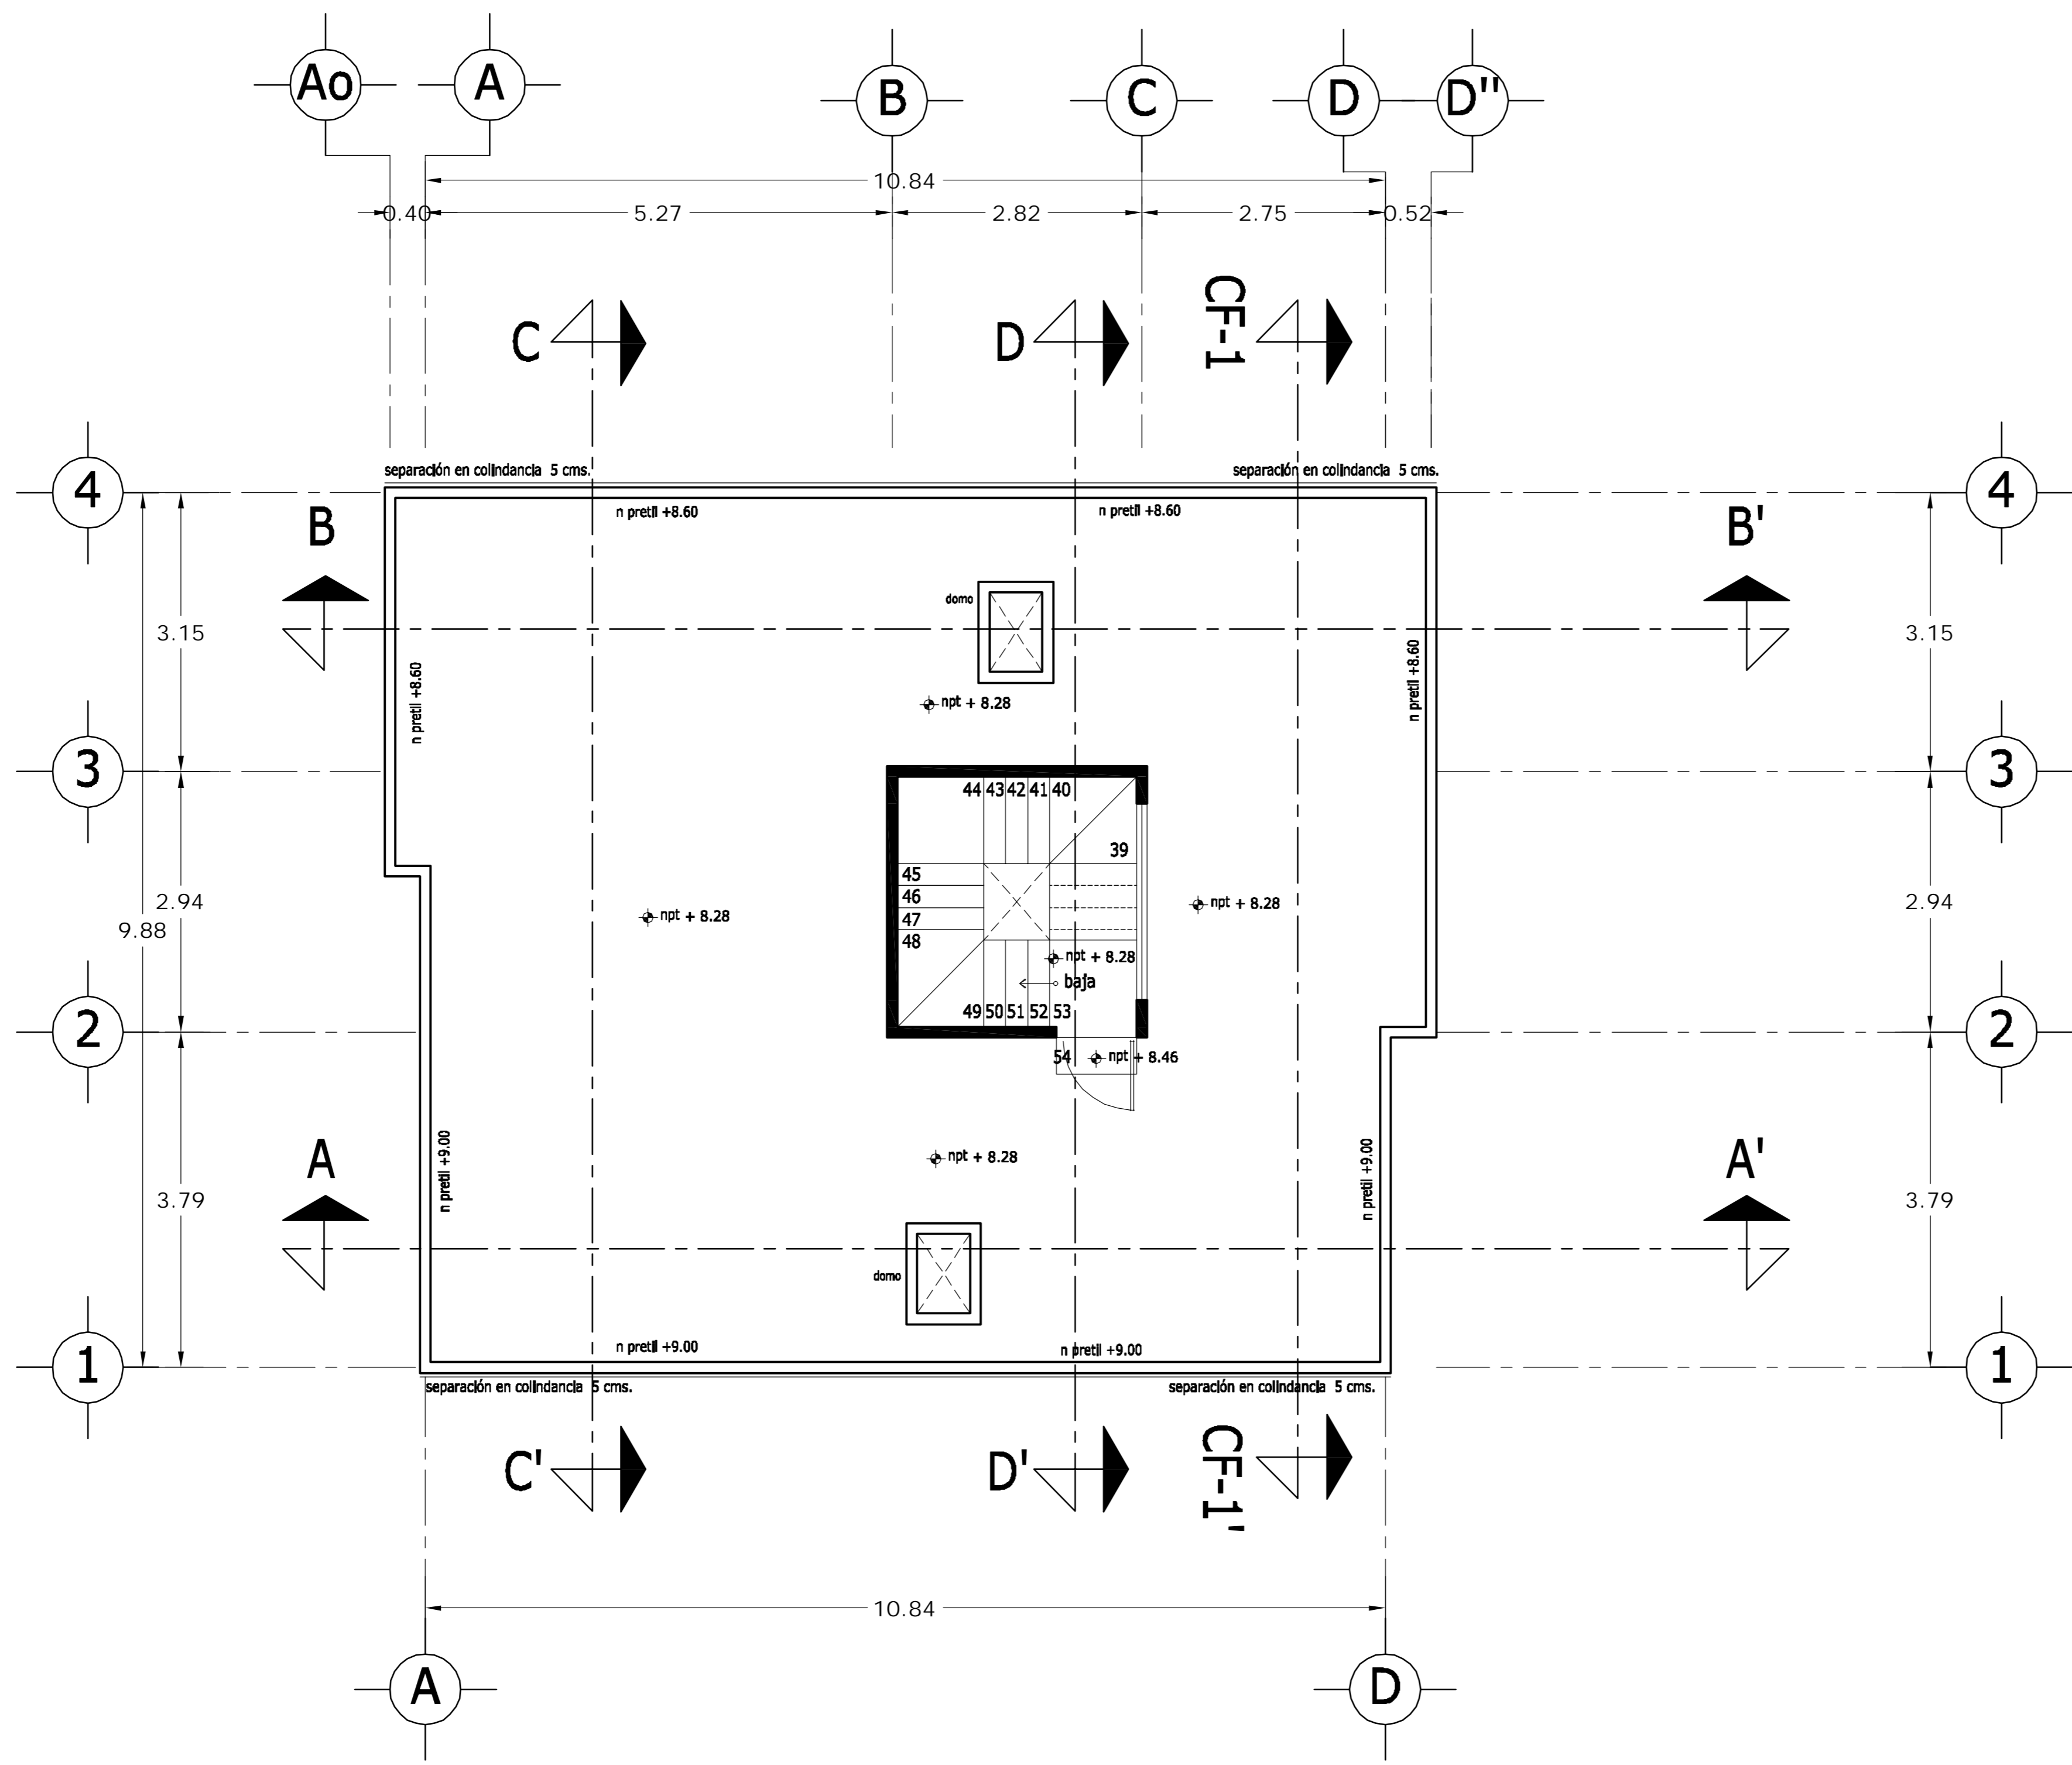 Ao
A
B
C
D
D"
10.84
0.40
5.27
2.82
2.75
0.52
C
D
CF-1
separación en colindancia 5 cms.
separación en colindancia 5 cms.
4
4
n pretil +8.60
n pretil +8.60
B
B'
domo
3.15
3.15
n pretil +8.60
n pretil +8.60
npt + 8.28
3
3
44 43 42 41 40
39
45
46
47
48
npt + 8.28
npt + 8.28
2.94
2.94
9.88
npt + 8.28
baja
49 50 51 52 53
2
2
54
npt + 8.46
A
A'
npt + 8.28
n pretil +9.00
n pretil +9.00
3.79
3.79
domo
n pretil +9.00
n pretil +9.00
1
1
separación en colindancia 5 cms.
separación en colindancia 5 cms.
C'
D'
CF-1'
10.84
A
D